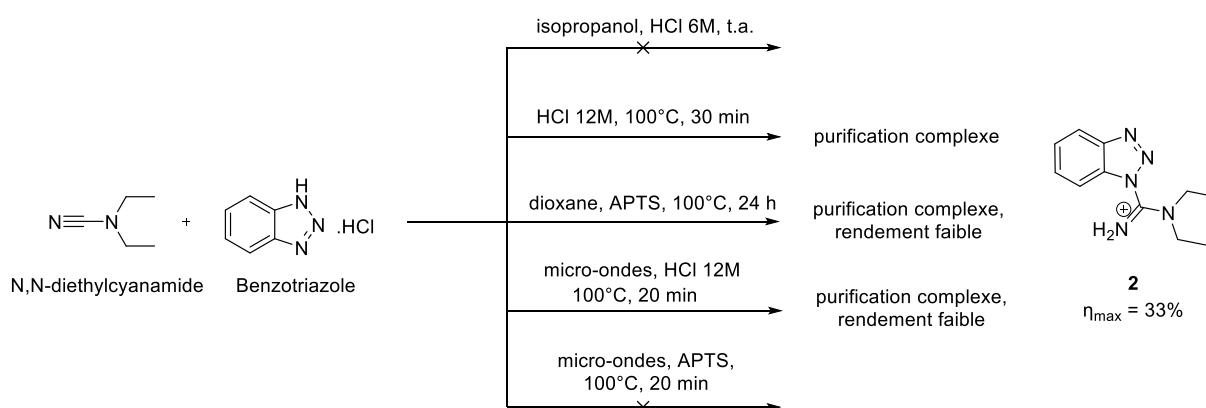 isopropanol, HCl 6M, t.a.
HCl 12M, 100°C, 30 min
purification complexe
N
N
N
N
N
H
N
N
.HCl
dioxane, APTS, 100°C, 24 h
purification complexe,
rendement faible
H2N
N
+
N,N-diethylcyanamide
+
Benzotriazole
micro-ondes, HCl 12M
100°C, 20 min
purification complexe,
rendement faible
2
ηmax = 33%
micro-ondes, APTS,
100°C, 20 min